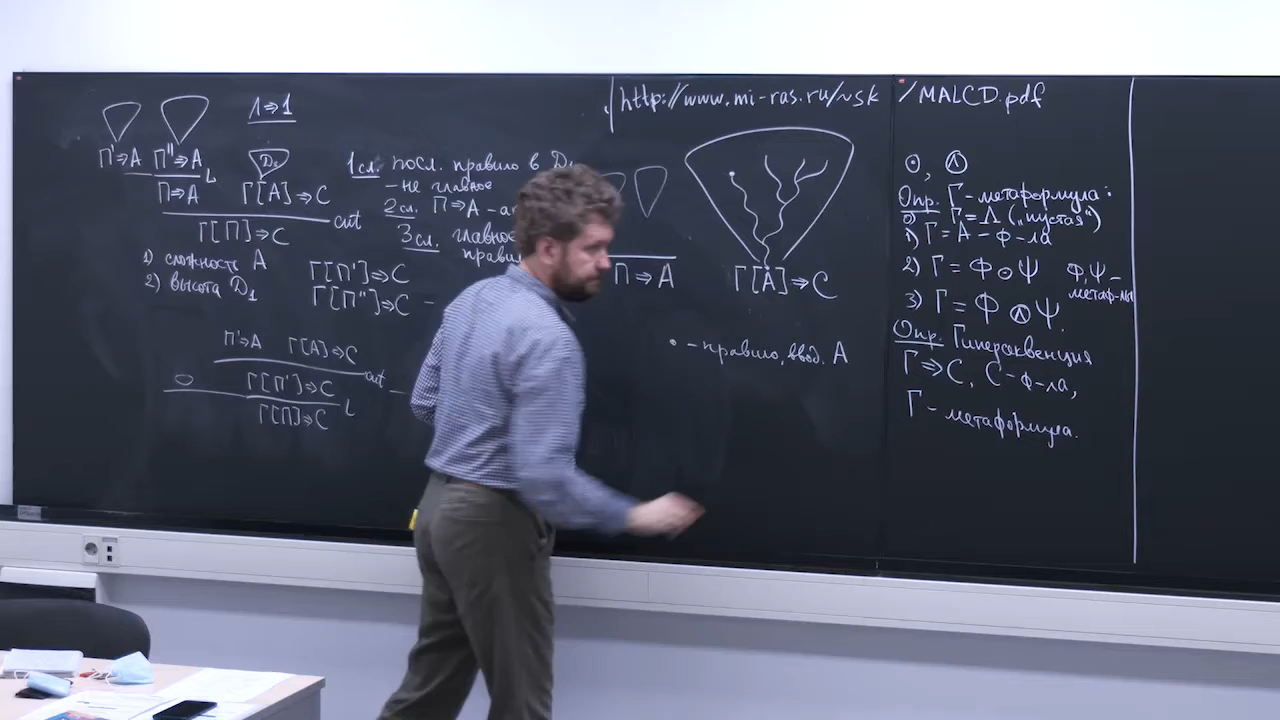 Λ⇒1
Π'⇒A Π''⇒A
L
Π⇒A Γ[A]⇒C
cut
Γ[Π]⇒C
1) сложность A
2) высота D₁
Γ[Π']⇒C
Γ[Π'']⇒C –
Π'⇒A Γ[A]⇒C
cut –
Γ[Π']⇒C
L
Γ[Π]⇒C
1сл. посл. правило в
- не главное
2сл. Π⇒A -
3сл. главное
http://www.mi-ras.ru/~sk/MALCD.pdf
Π⇒A
Γ[A]⇒C
• – правило, ввод. A
⊙, Ⓐ
Опр. Γ-метаформула:
0) Γ=Λ („пустая")
1) Γ=A – ф-ла
2) Γ=Φ⊙Ψ Φ,Ψ –
метаф-лы
3) Γ=Φ Ⓐ Ψ.
Опр. Гиперсеквенция
Γ⇒C, C-ф-ла,
Γ – метаформула.